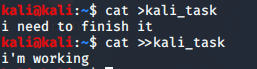 kali@kali:~$ cat >kali_task
i need to finish it
kali@kali:~$ cat >>kali_task
i'm working